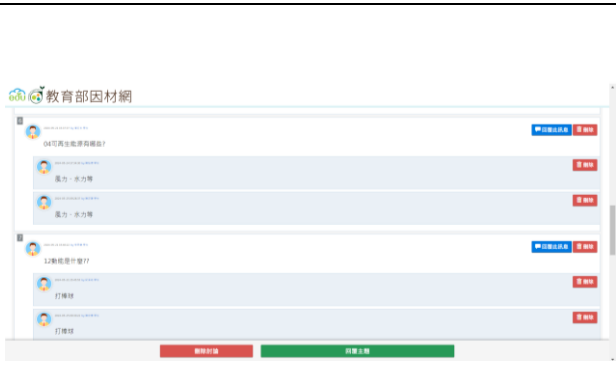 edu 教育部因材網
回覆此訊息 刪除
04可再生能源有哪些?
刪除
風力、水力等
刪除
風力、水力等
回覆此訊息 刪除
12動能是什麼??
刪除
打棒球
刪除
打棒球
刪除討論 回覆主題